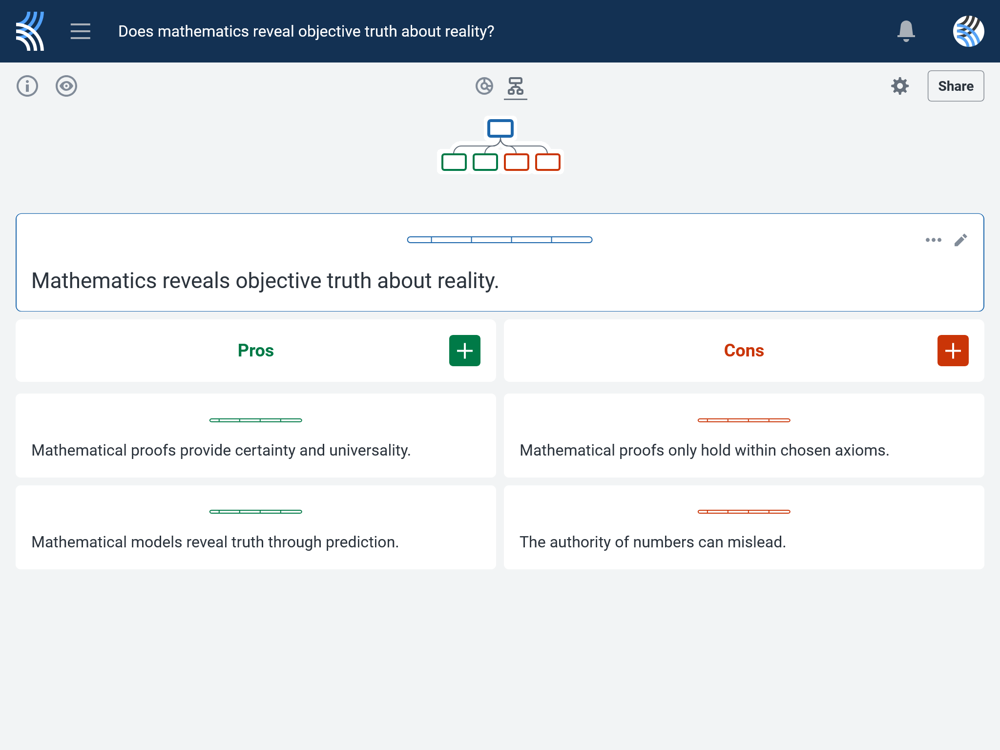 Does mathematics reveal objective truth about reality?
Share
Mathematics reveals objective truth about reality.
Pros
Cons
Mathematical proofs provide certainty and universality.
Mathematical proofs only hold within chosen axioms.
Mathematical models reveal truth through prediction.
The authority of numbers can mislead.